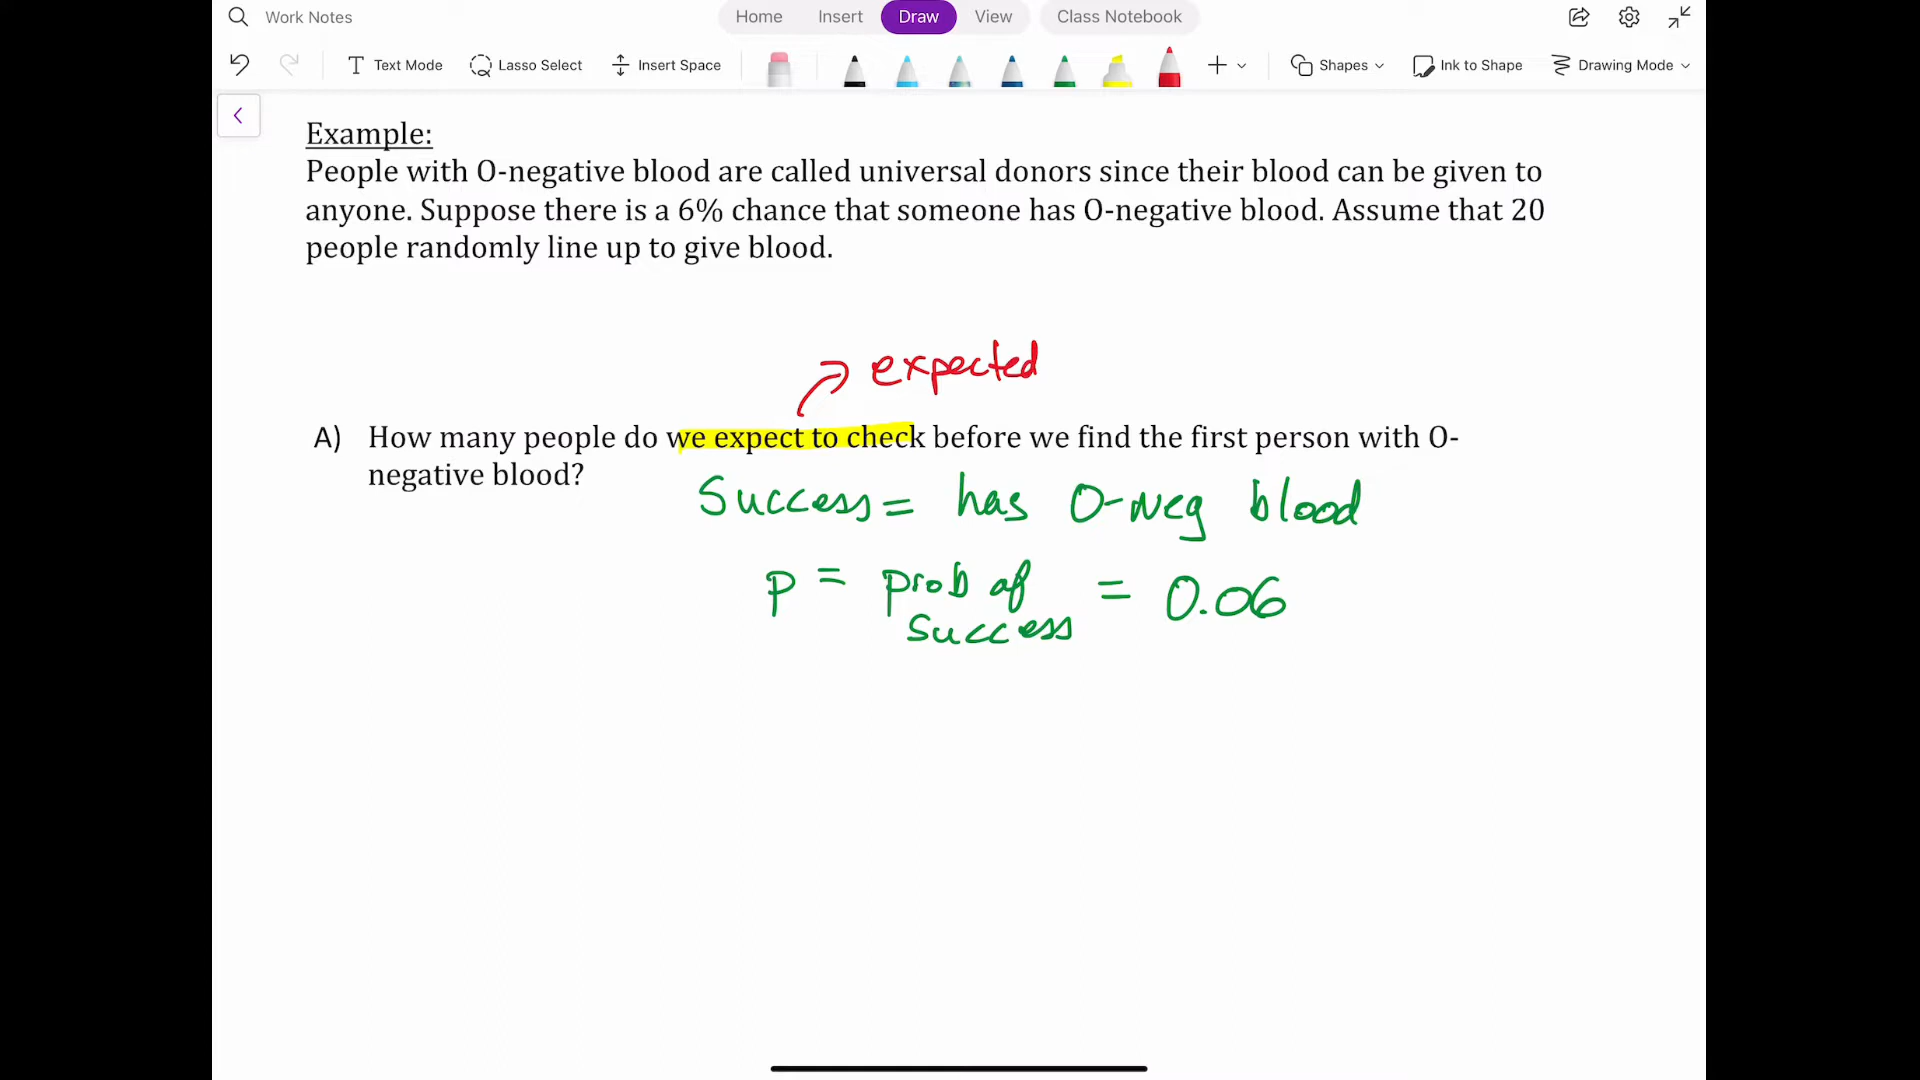 Work Notes
Home Insert Draw View Class Notebook
Text Mode Lasso Select Insert Space Shapes Ink to Shape Drawing Mode
Example:
People with O-negative blood are called universal donors since their blood can be given to
anyone. Suppose there is a 6% chance that someone has O-negative blood. Assume that 20
people randomly line up to give blood.
expected
A) How many people do we expect to check before we find the first person with O-
negative blood?
Success = has O-neg blood
p = prob of = 0.06
success